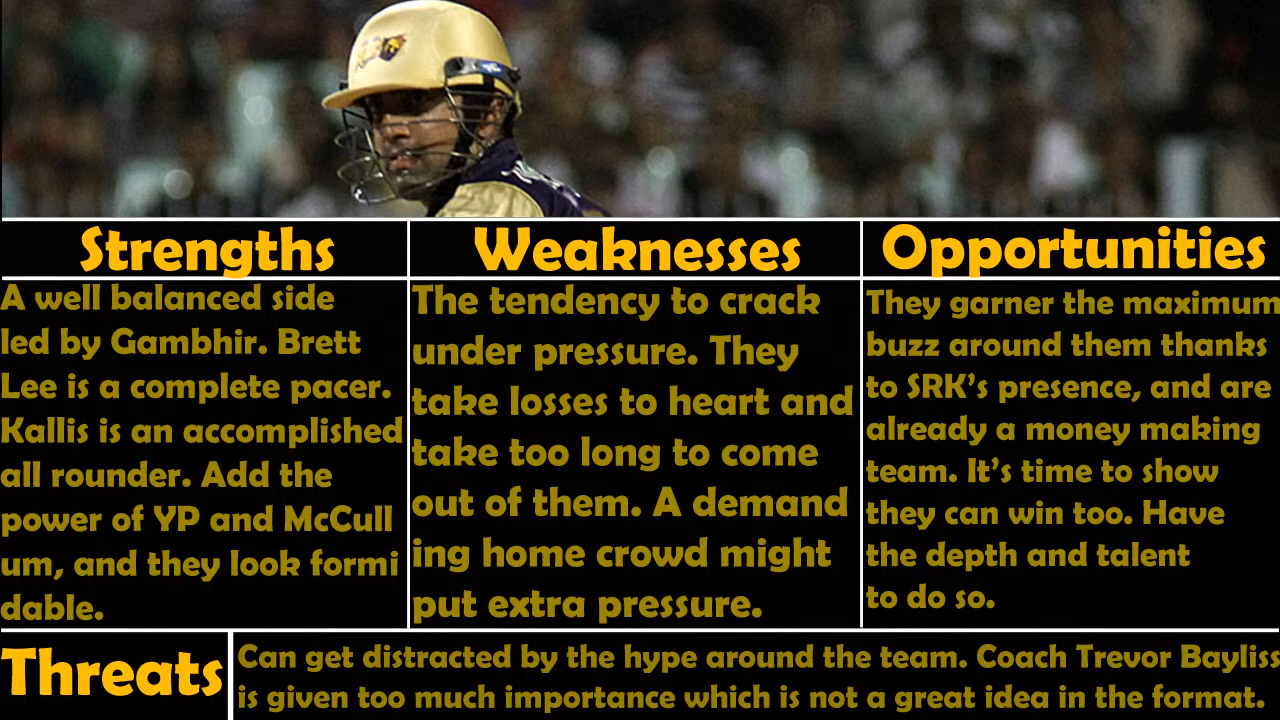 Strengths
A well balanced side
led by Gambhir. Brett
Lee is a complete pacer.
Kallis is an accomplished
all rounder. Add the
power of YP and McCull
um, and they look formi
dable.
Weaknesses
The tendency to crack
under pressure. They
take losses to heart and
take too long to come
out of them. A demand
ing home crowd might
put extra pressure.
Opportunities
They garner the maximum
buzz around them thanks
to SRK’s presence, and are
already a money making
team. It’s time to show
they can win too. Have
the depth and talent
to do so.
Threats
Can get distracted by the hype around the team. Coach Trevor Bayliss
is given too much importance which is not a great idea in the format.